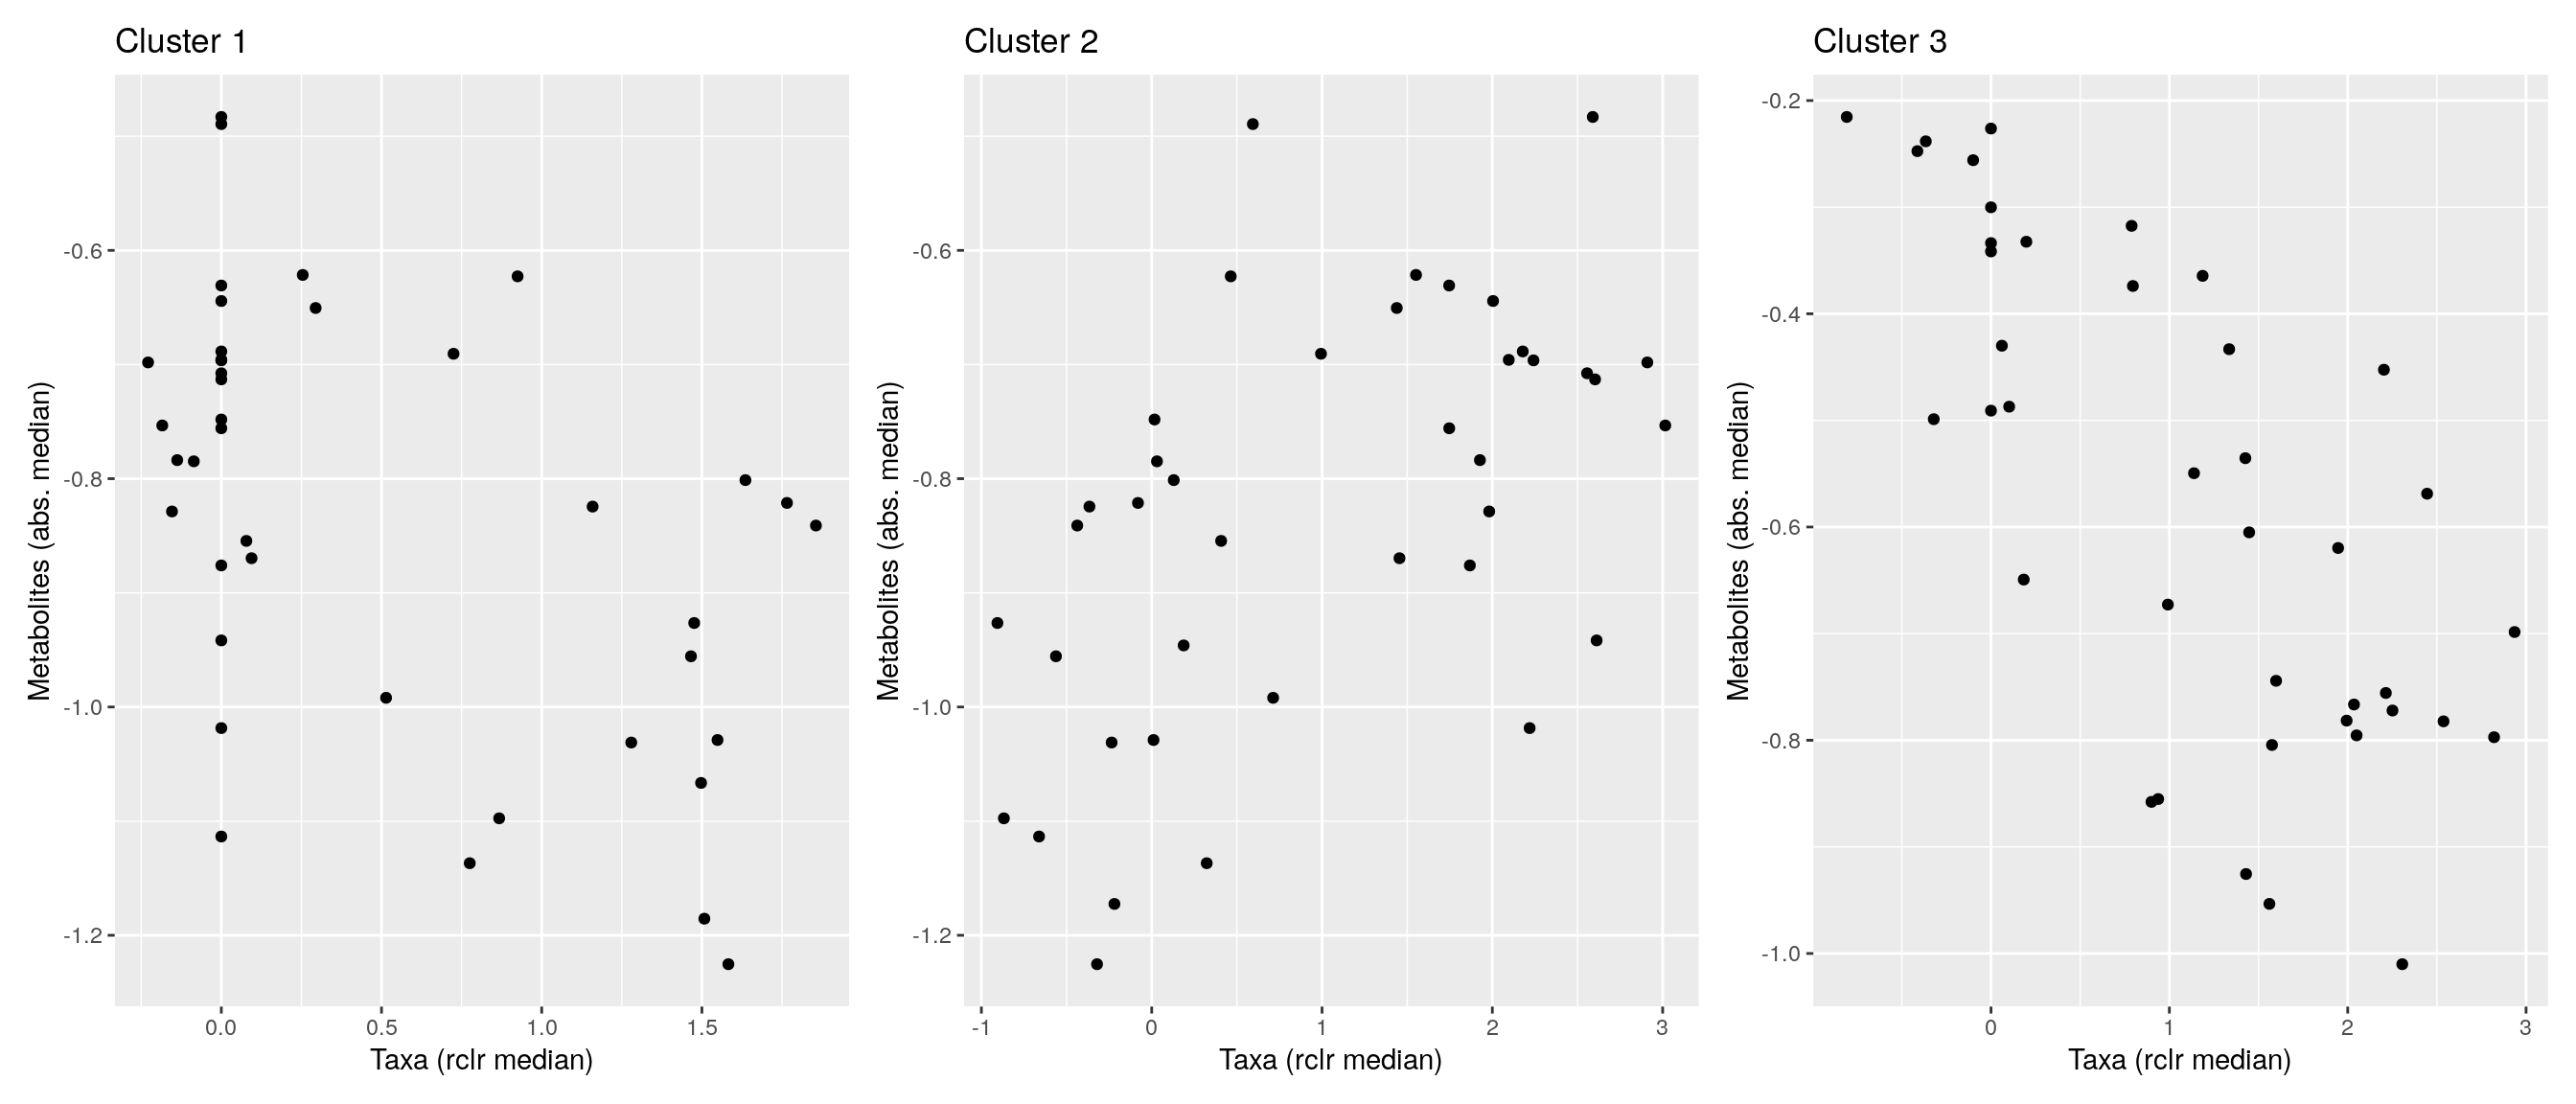 Cluster 1
Metabolites (abs. median)
-0.6
-0.8
-1.0
-1.2
0.0 0.5 1.0 1.5
Taxa (rclr median)
Cluster 2
Metabolites (abs. median)
-0.6
-0.8
-1.0
-1.2
-1 0 1 2 3
Taxa (rclr median)
Cluster 3
Metabolites (abs. median)
-0.2
-0.4
-0.6
-0.8
-1.0
0 1 2 3
Taxa (rclr median)